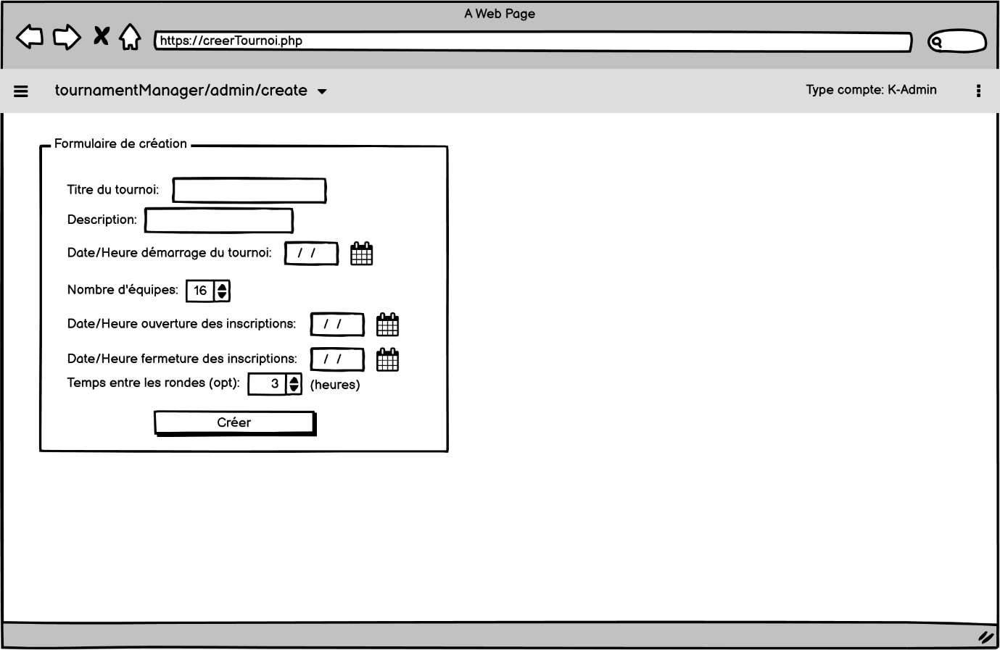 A Web Page
https://creerTournoi.php
tournamentManager/admin/create
Type compte: K-Admin
Formulaire de création
Titre du tournoi:
Description:
Date/Heure démarrage du tournoi: / /
Nombre d'équipes: 16
Date/Heure ouverture des inscriptions: / /
Date/Heure fermeture des inscriptions: / /
Temps entre les rondes (opt): 3 (heures)
Créer